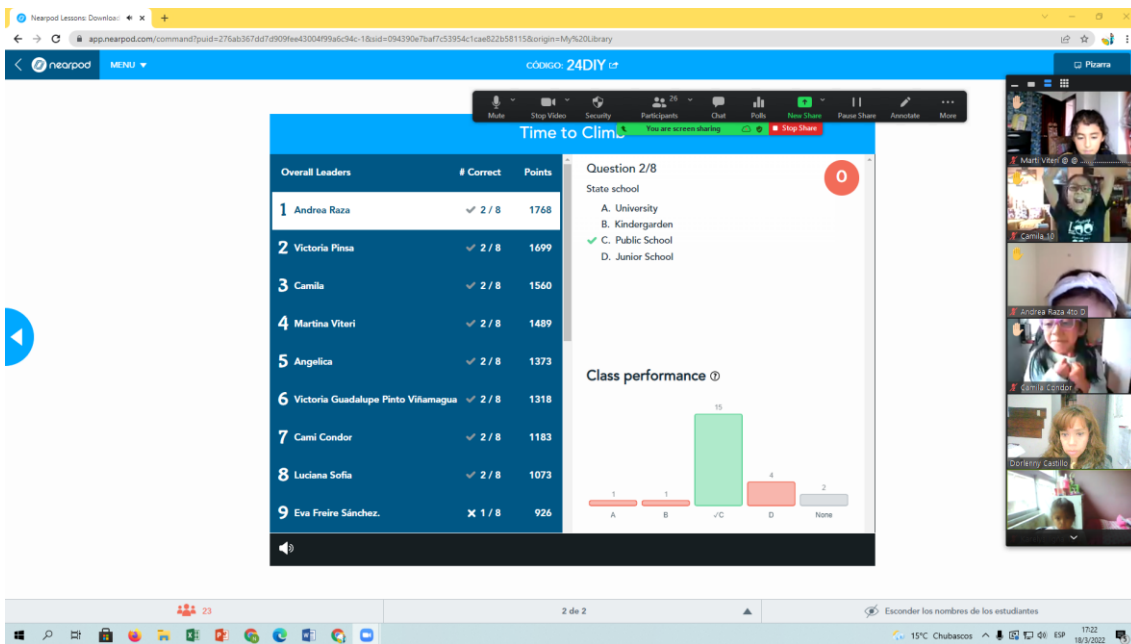 Nearpod Lessons: Download
app.nearpod.com/command?puid=276ab367dd7d909fee43004f99a6c94c-1&sid=094390e7baf7c53954c1cae822b58115&origin=My%20Library
nearpod MENU CÓDIGO: 24DIY Pizarra
Mute Stop Video Security Participants 26 Chat Polls New Share Pause Share Annotate More
You are screen sharing Stop Share
Time to Climb
Overall Leaders # Correct Points
1 Andrea Raza 2 / 8 1768
2 Victoria Pinsa 2 / 8 1699
3 Camila 2 / 8 1560
4 Martina Viteri 2 / 8 1489
5 Angelica 2 / 8 1373
6 Victoria Guadalupe Pinto Viñamagua 2 / 8 1318
7 Cami Condor 2 / 8 1183
8 Luciana Sofia 2 / 8 1073
9 Eva Freire Sánchez. 1 / 8 926
Question 2/8
0
State school
A. University
B. Kindergarden
C. Public School
D. Junior School
Class performance
1 1 15 4 2
A B ✓C D None
Marti Viteri @ @ ......................
Camila 10
Andrea Raza 4to D
Camila Condor
Dorienny Castillo
23
2 de 2
Esconder los nombres de los estudiantes
15°C Chubascos ESP 17:22
18/3/2022